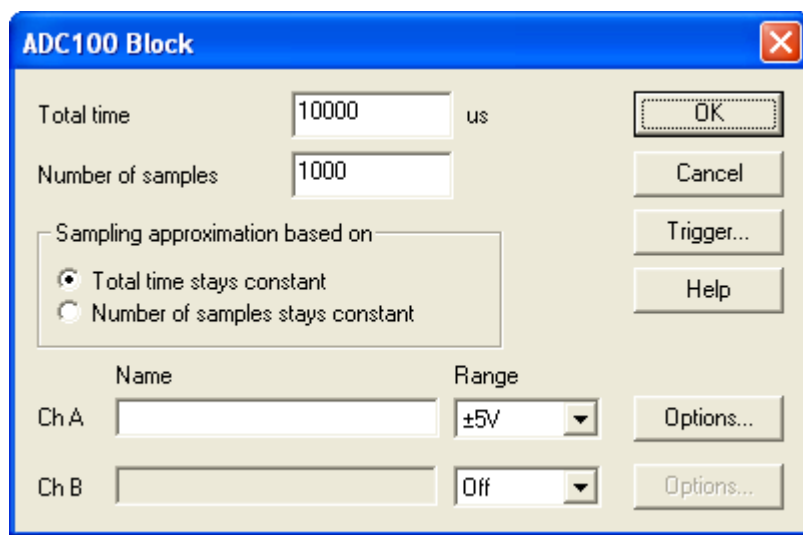 ADC100 Block
Total time 10000 us OK
Number of samples 1000 Cancel
Sampling approximation based on Trigger...
Total time stays constant Help
Number of samples stays constant
Name Range
Ch A ±5V Options...
Ch B Off Options...